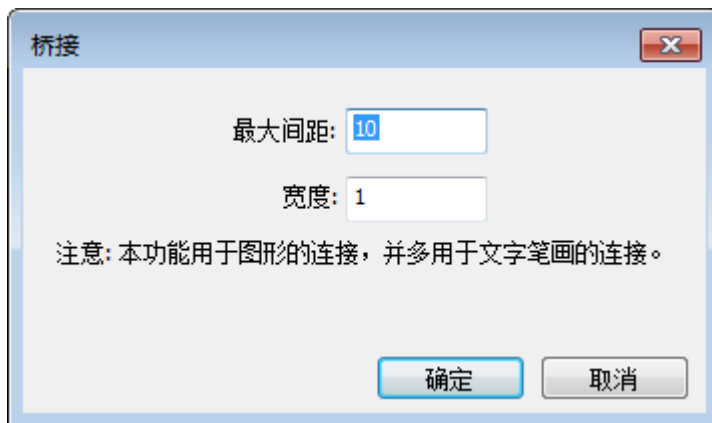 桥接
最大间距: 10
宽度: 1
注意: 本功能用于图形的连接，并多用于文字笔画的连接。
确定 取消